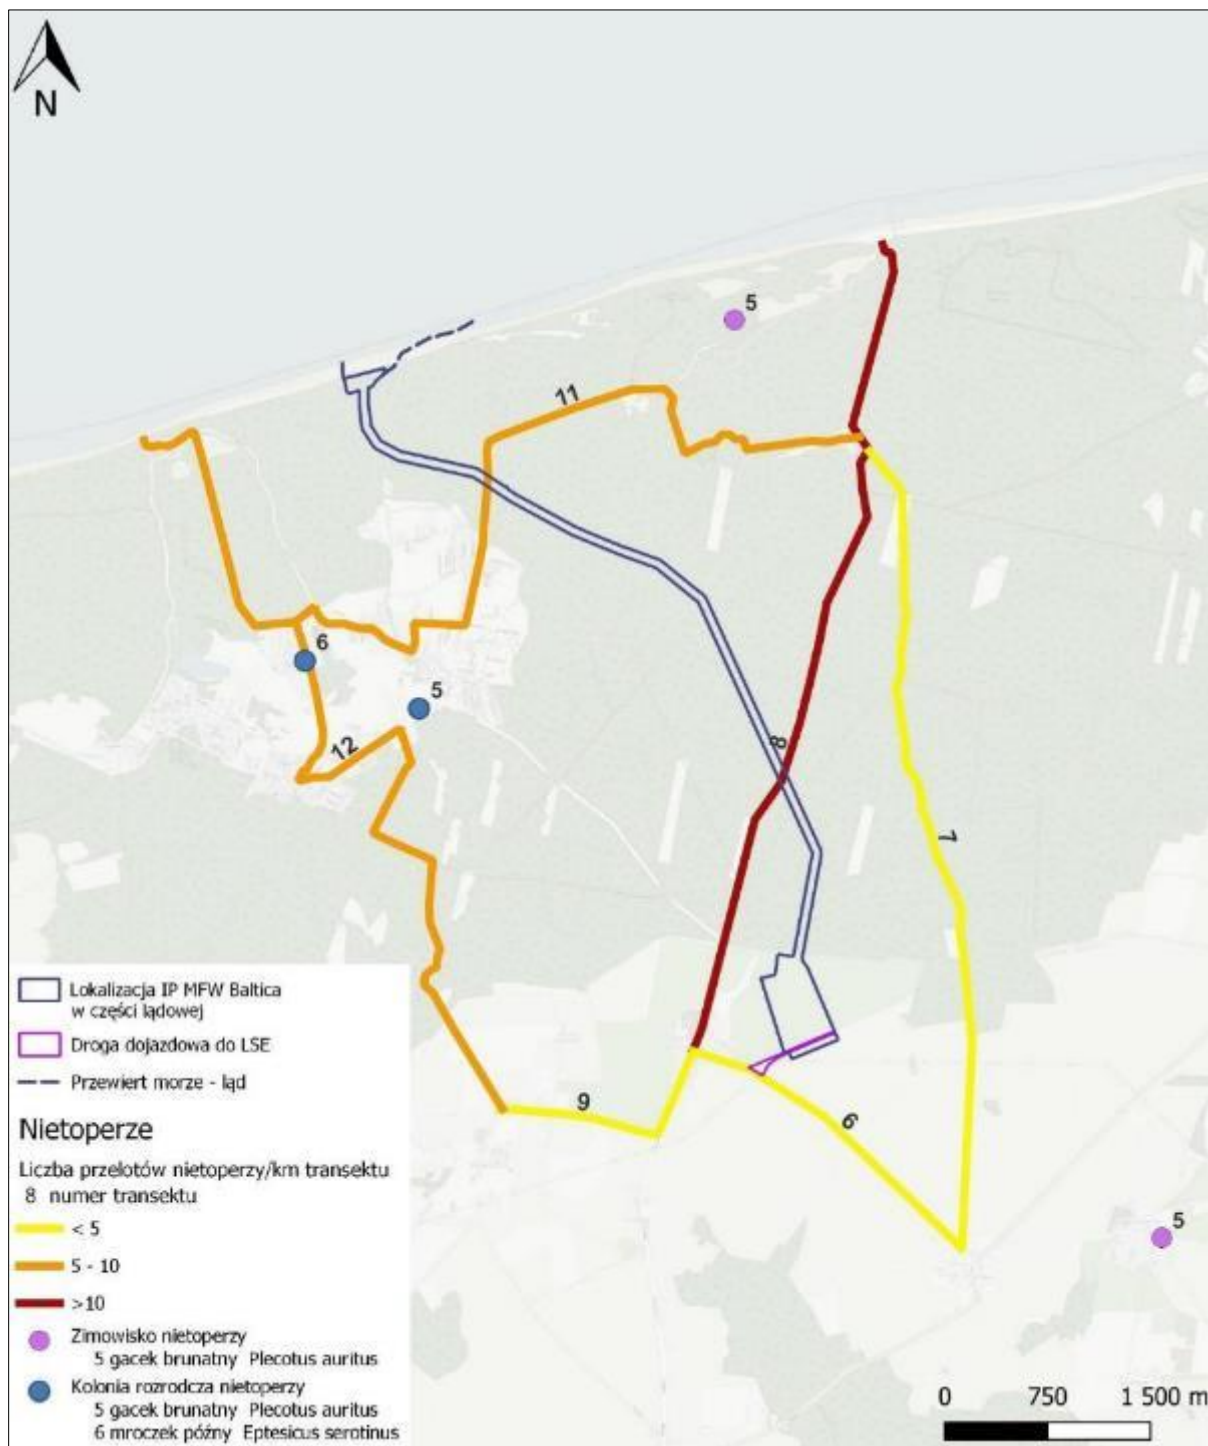 N
5
11
6
5
12
8
7
9
6
5
Lokalizacja IP MFW Baltica
w części lądowej
Droga dojazdowa do LSE
Przewiert morze - ląd
Nietoperze
Liczba przelotów nietoperzy/km transektu
8 numer transektu
< 5
5 - 10
>10
Zimowisko nietoperzy
5 gacek brunatny Plecotus auritus
Kolonia rozrodcza nietoperzy
5 gacek brunatny Plecotus auritus
6 mroczek późny Eptesicus serotinus
0 750 1 500 m